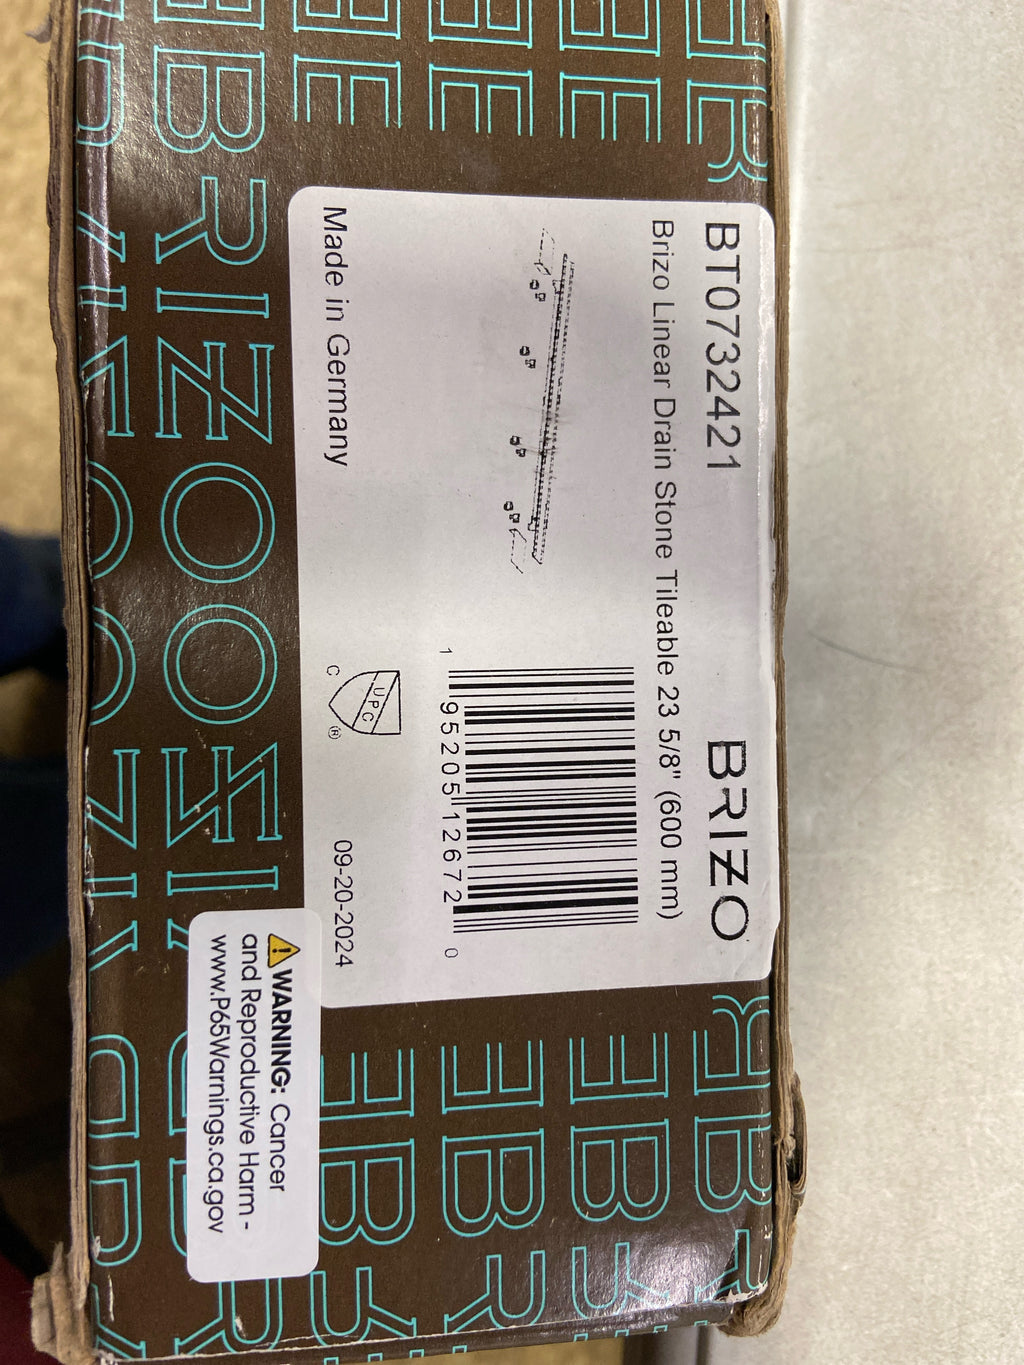 BT0732421
BRIZO
Brizo Linear Drain Stone Tileable 23 5/8" (600 mm)
1 95205 12672 0
Made in Germany
UPC
C ®
09-20-2024
⚠ WARNING: Cancer
and Reproductive Harm -
www.P65Warnings.ca.gov
BRIZO